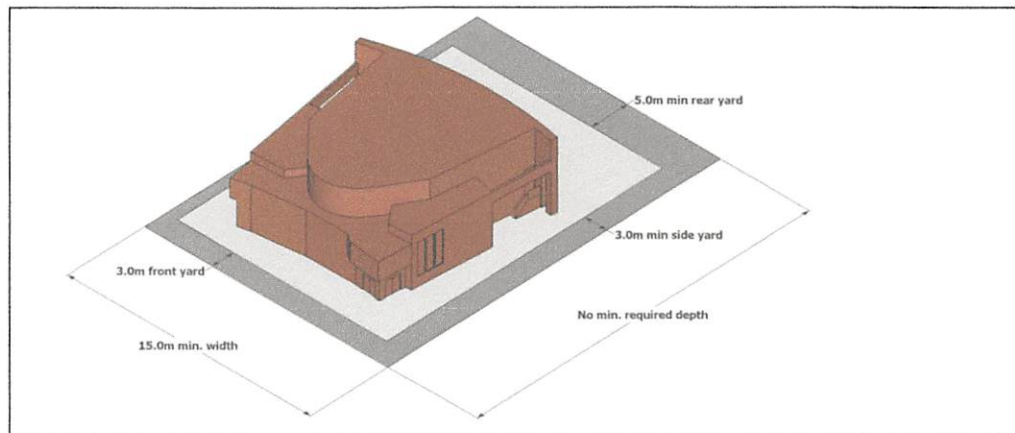 5.0m min rear yard
3.0m min side yard
3.0m front yard
No min. required depth
15.0m min. width